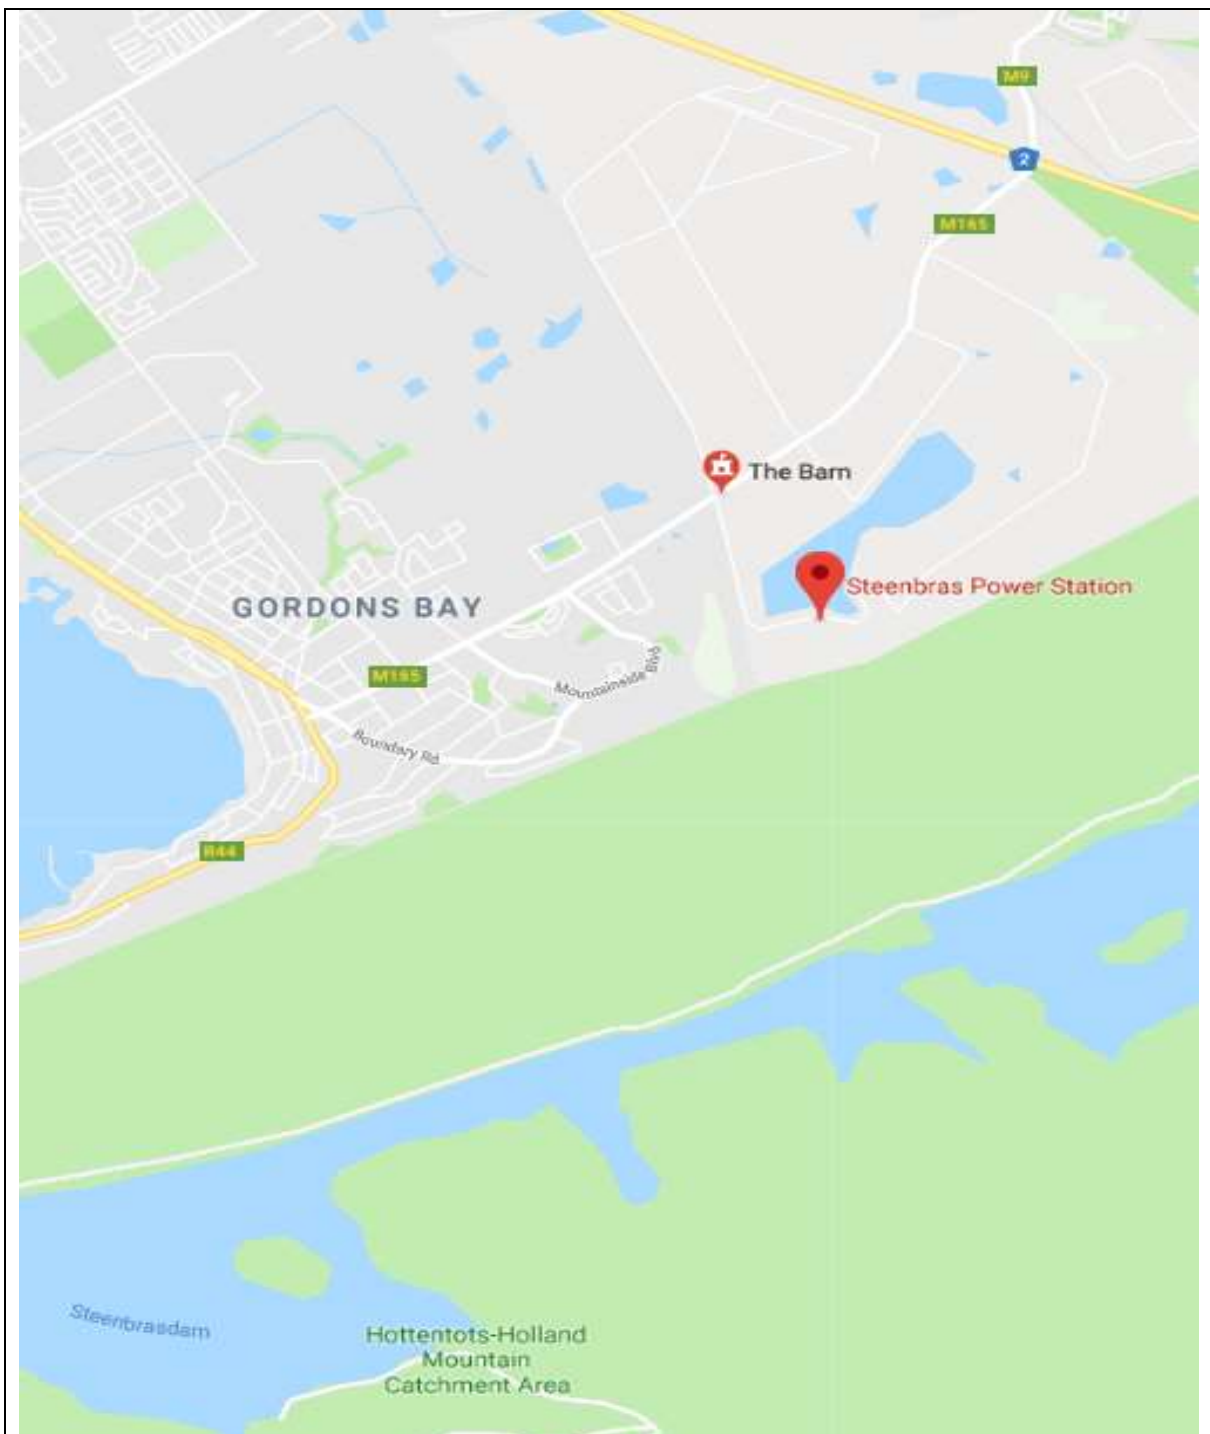 M9
2
M165
The Barn
Steenbras Power Station
GORDONS BAY
M165
Mountainside Blvd
Boundary Rd
R44
Steenbrasdam
Hottentots-Holland
Mountain
Catchment Area